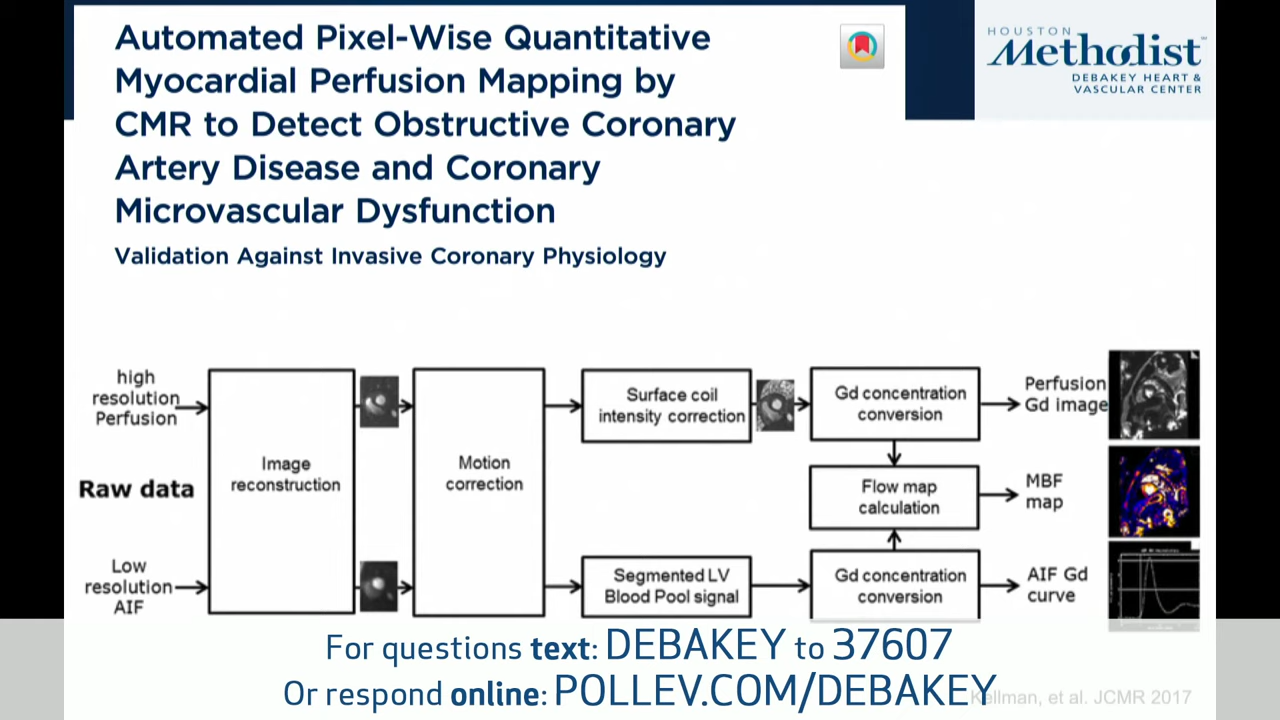 Automated Pixel-Wise Quantitative
Myocardial Perfusion Mapping by
CMR to Detect Obstructive Coronary
Artery Disease and Coronary
Microvascular Dysfunction
Validation Against Invasive Coronary Physiology
HOUSTON
Methodist
DEBAKEY HEART &
VASCULAR CENTER
high
resolution
Perfusion
Raw data
Low
resolution
AIF
Image
reconstruction
Motion
correction
Surface coil
intensity correction
Segmented LV
Blood Pool signal
Gd concentration
conversion
Flow map
calculation
Gd concentration
conversion
Perfusion
Gd image
MBF
map
AIF Gd
curve
For questions text: DEBAKEY to 37607
Or respond online: POLLEV.COM/DEBAKEY
Kellman, et al. JCMR 2017